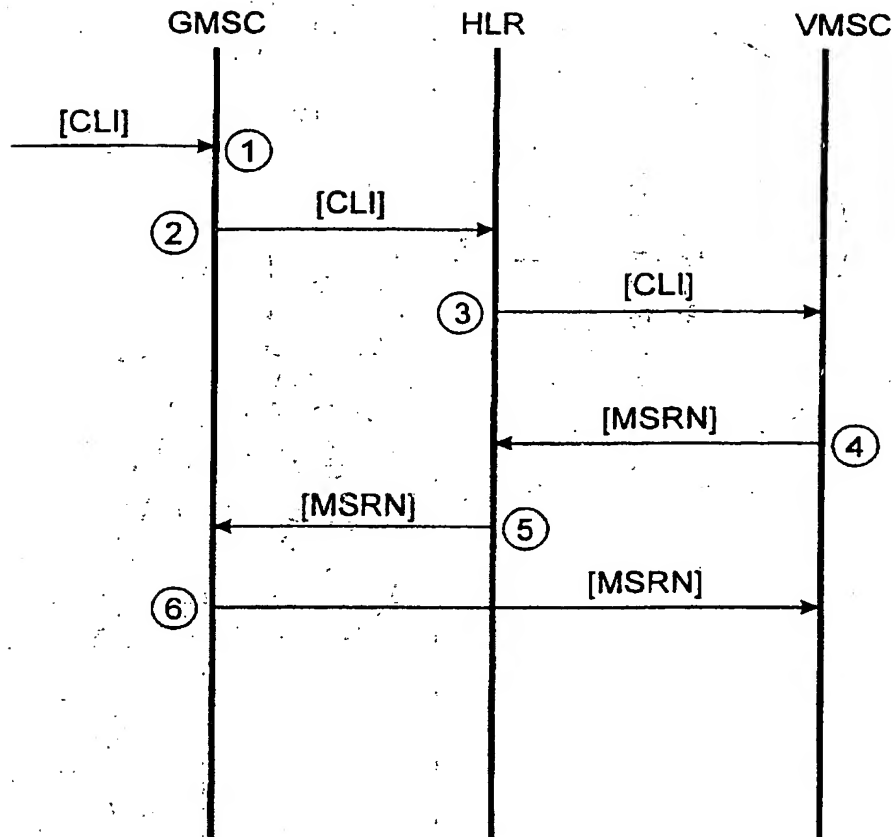 GMSC HLR VMSC
[CLI]
1
[CLI]
2
[CLI]
3
[MSRN]
4
[MSRN]
5
[MSRN]
6